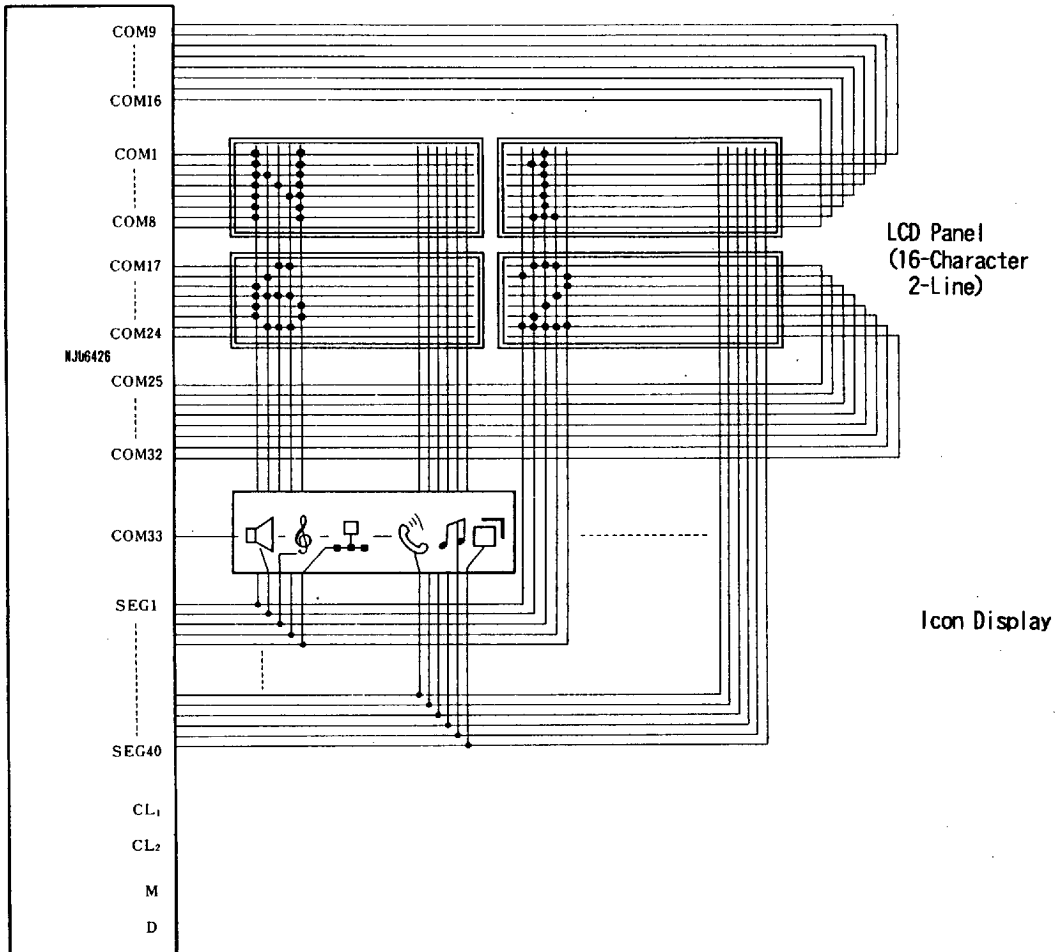 COM9
COM16
COM1
COM8
LCD Panel
(16-Character
2-Line)
COM17
COM24
NJU6426
COM25
COM32
COM33
SEG1
Icon Display
SEG40
CL₁
CL₂
M
D